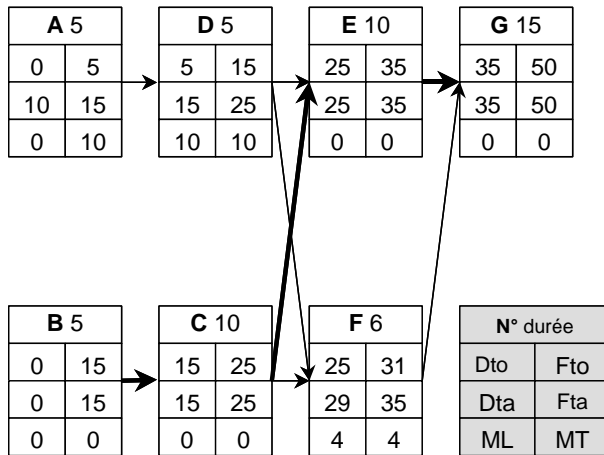 A 5
0 5
10 15
0 10
D 5
5 15
15 25
10 10
E 10
25 35
25 35
0 0
G 15
35 50
35 50
0 0
B 5
0 15
0 15
0 0
C 10
15 25
15 25
0 0
F 6
25 31
29 35
4 4
N° durée
Dto Fto
Dta Fta
ML MT